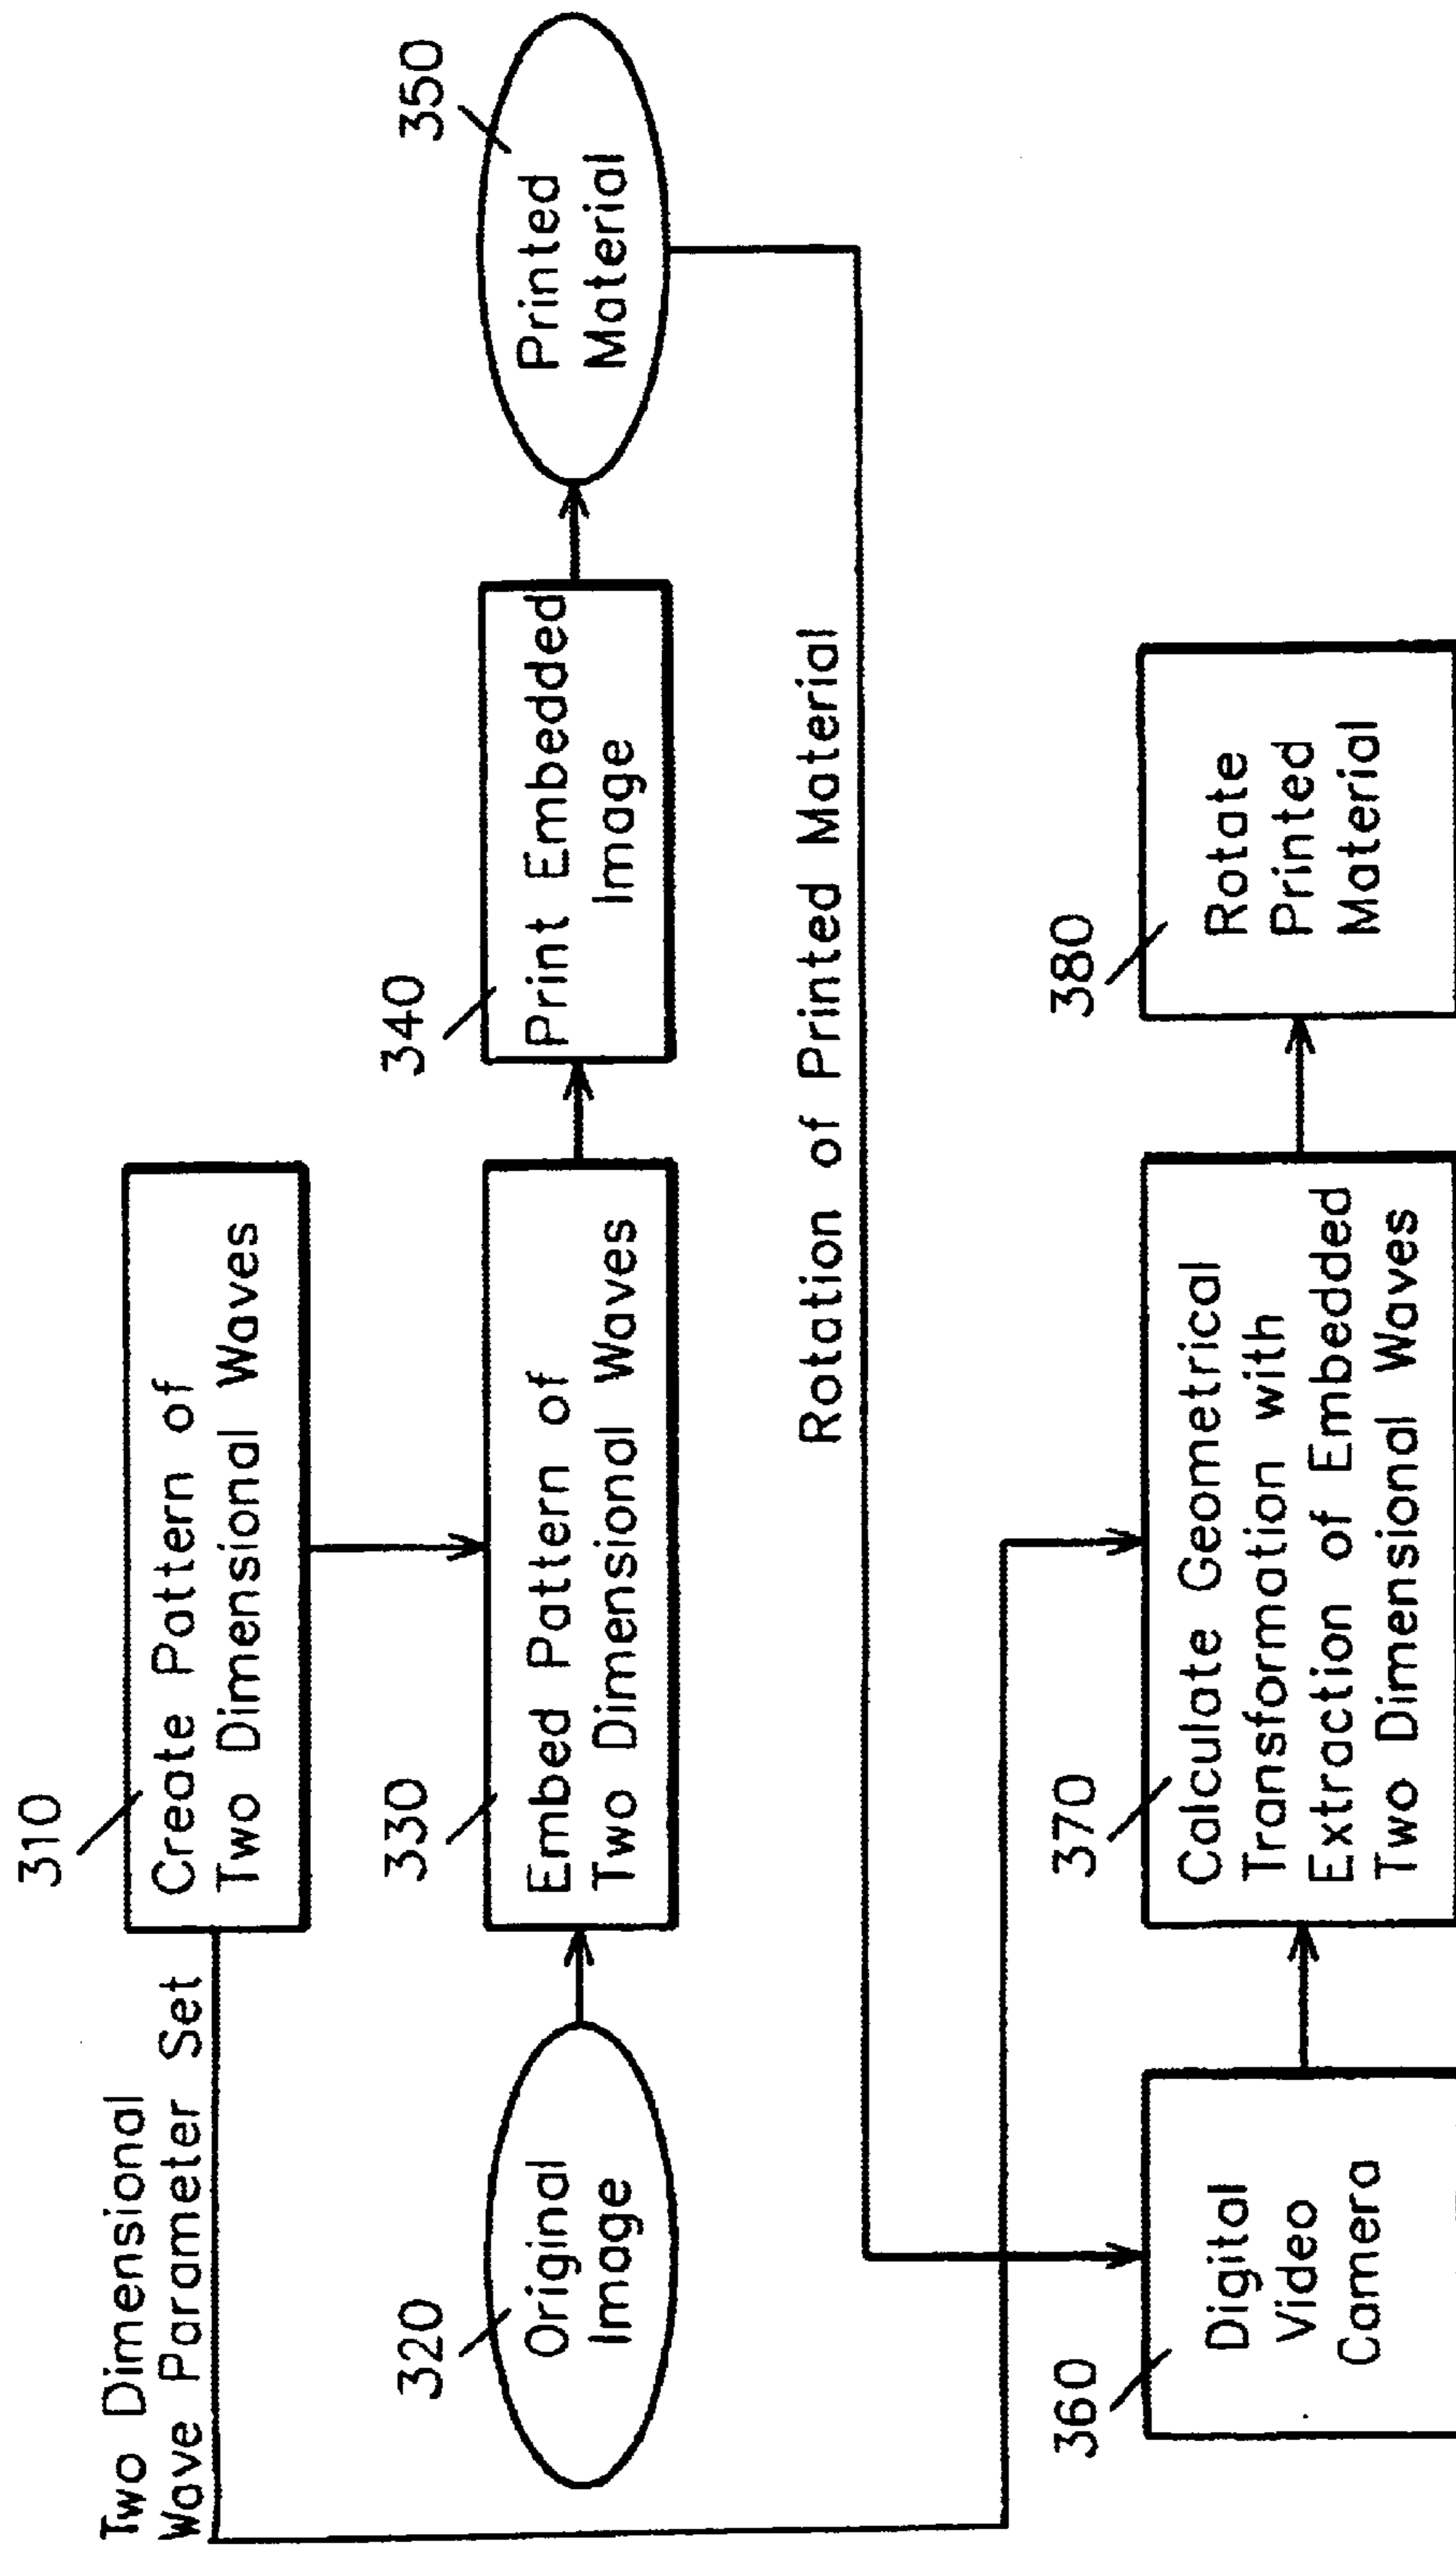 310
Create Pattern of
Two Dimensional Waves
Two Dimensional
Wave Parameter Set
320
Original
Image
330
Embed Pattern of
Two Dimensional Waves
340
Print Embedded
Image
350
Printed
Material
Rotation of Printed Material
360
Digital
Video
Camera
370
Calculate Geometrical
Transformation with
Extraction of Embedded
Two Dimensional Waves
380
Rotate
Printed
Material